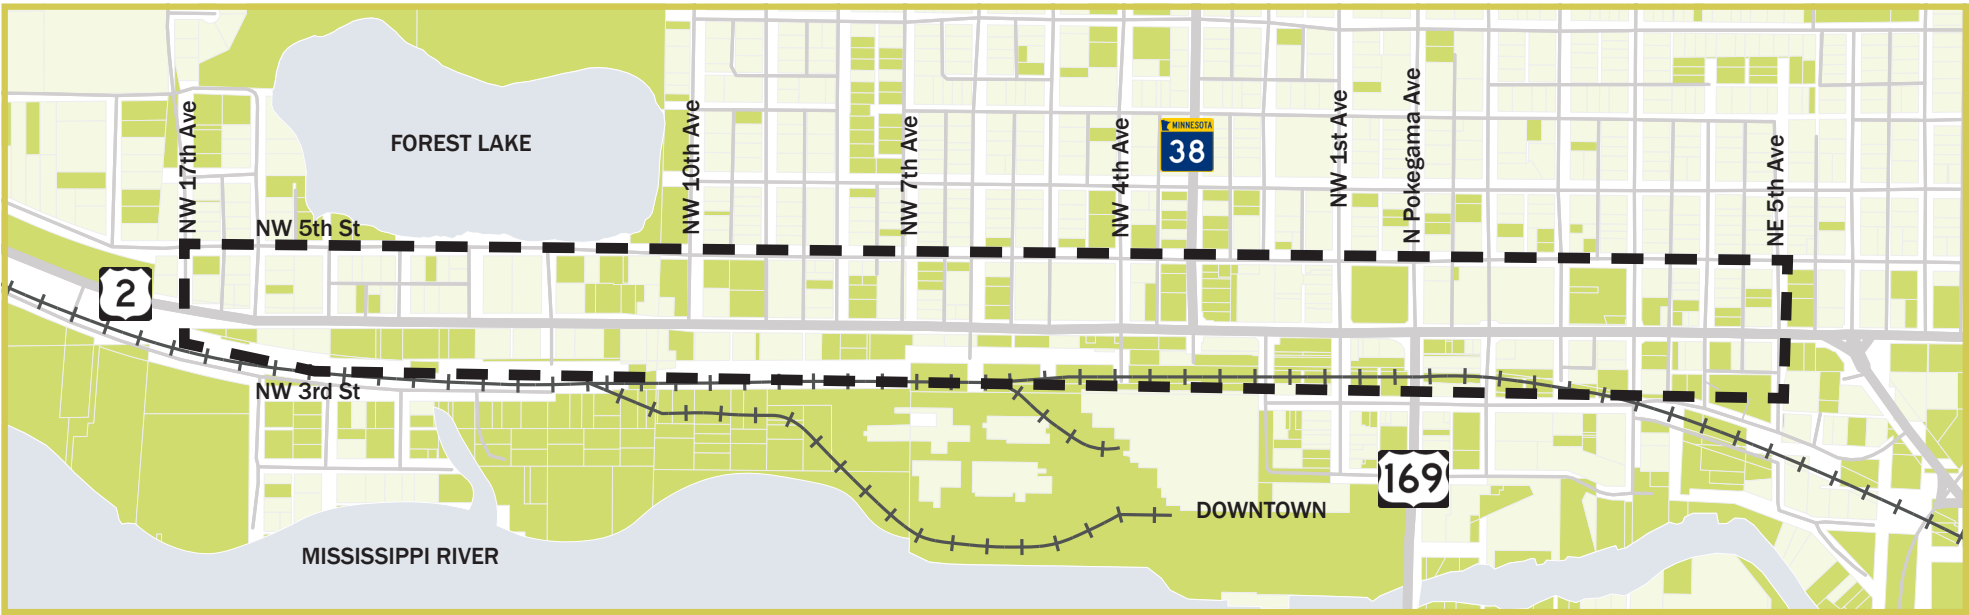 FOREST LAKE
NW 17th Ave
NW 10th Ave
NW 7th Ave
NW 4th Ave
MINNESOTA
38
NW 1st Ave
N Pokegama Ave
NE 5th Ave
NW 5th St
2
NW 3rd St
169
DOWNTOWN
MISSISSIPPI RIVER